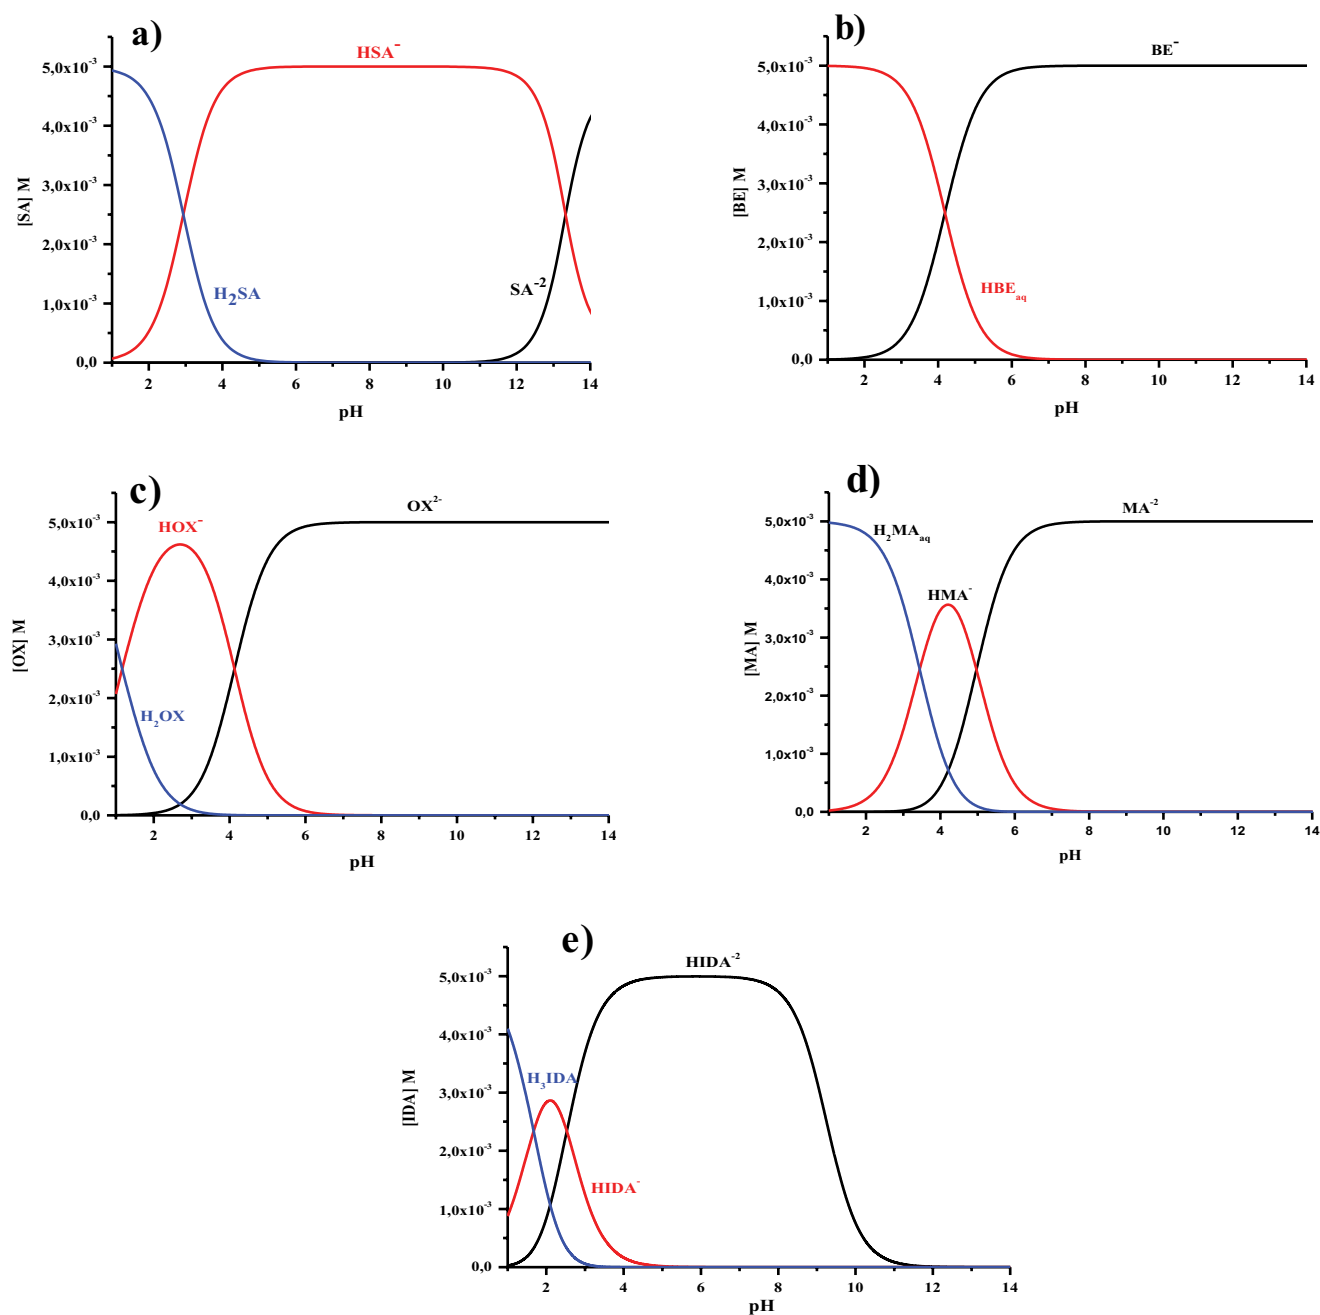 a)
HSA⁻
5,0x10⁻³
4,0x10⁻³
3,0x10⁻³
2,0x10⁻³
1,0x10⁻³
0,0
[SA] M
H₂SA
SA⁻²
2 4 6 8 10 12 14
pH
b)
BE⁻
5,0x10⁻³
4,0x10⁻³
3,0x10⁻³
2,0x10⁻³
1,0x10⁻³
0,0
[BE] M
HBEₐq
2 4 6 8 10 12 14
pH
c)
OX²⁻
HOX⁻
5,0x10⁻³
4,0x10⁻³
3,0x10⁻³
2,0x10⁻³
1,0x10⁻³
0,0
[OX] M
H₂OX
2 4 6 8 10 12 14
pH
d)
MA⁻²
5,0x10⁻³
4,0x10⁻³
3,0x10⁻³
2,0x10⁻³
1,0x10⁻³
0,0
[MA] M
H₂MAₐq
HMA⁻
2 4 6 8 10 12 14
pH
e)
HIDA⁻²
5,0x10⁻³
4,0x10⁻³
3,0x10⁻³
2,0x10⁻³
1,0x10⁻³
0,0
[IDA] M
H₃IDA
HIDA⁻
2 4 6 8 10 12 14
pH